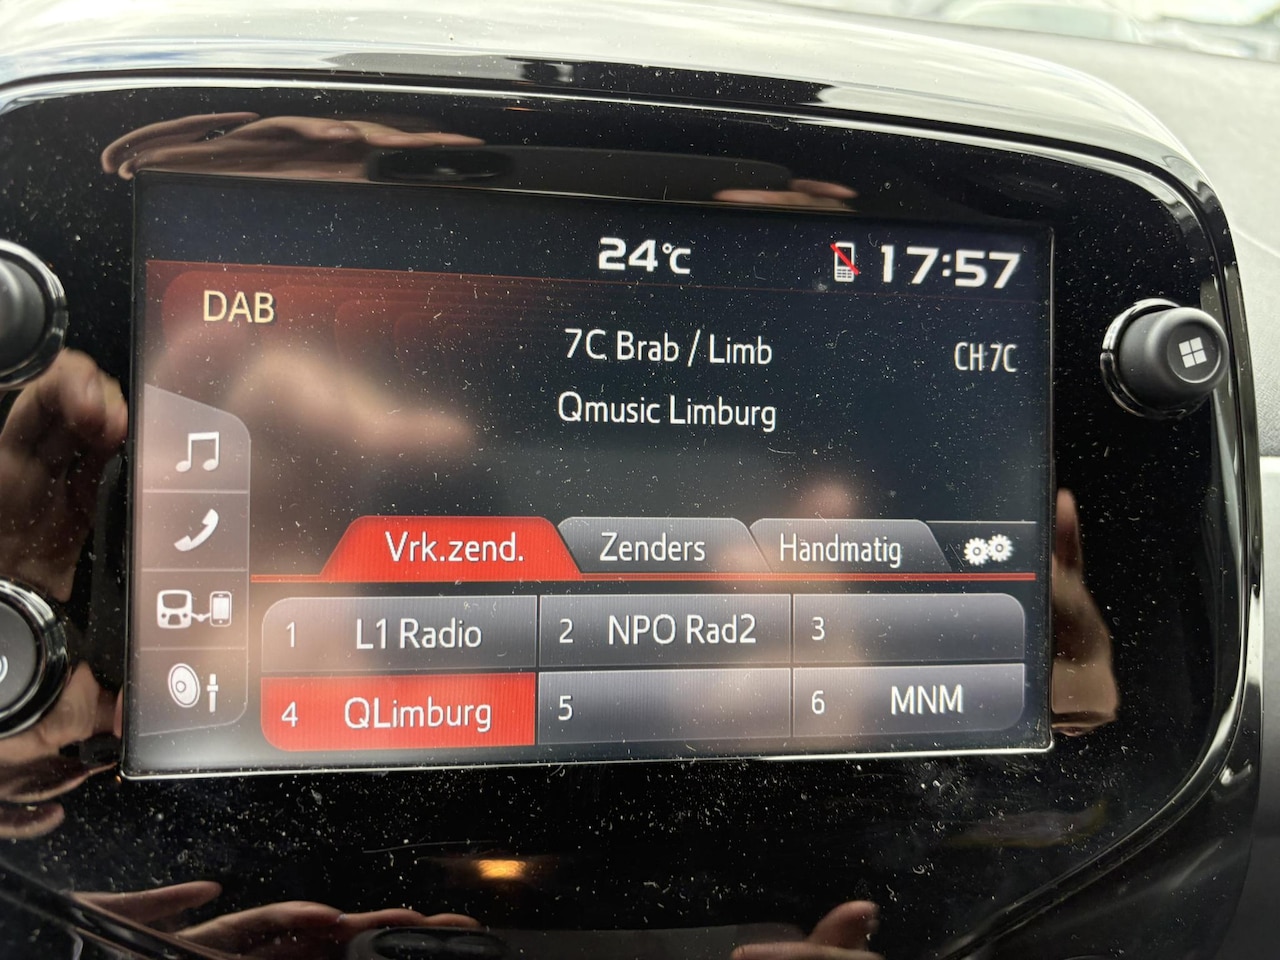 24°C 17:57
DAB
7C Brab / Limb CH 7C
Qmusic Limburg
Vrk.zend. Zenders Handmatig
1 L1 Radio 2 NPO Rad2 3
4 QLimburg 5 6 MNM